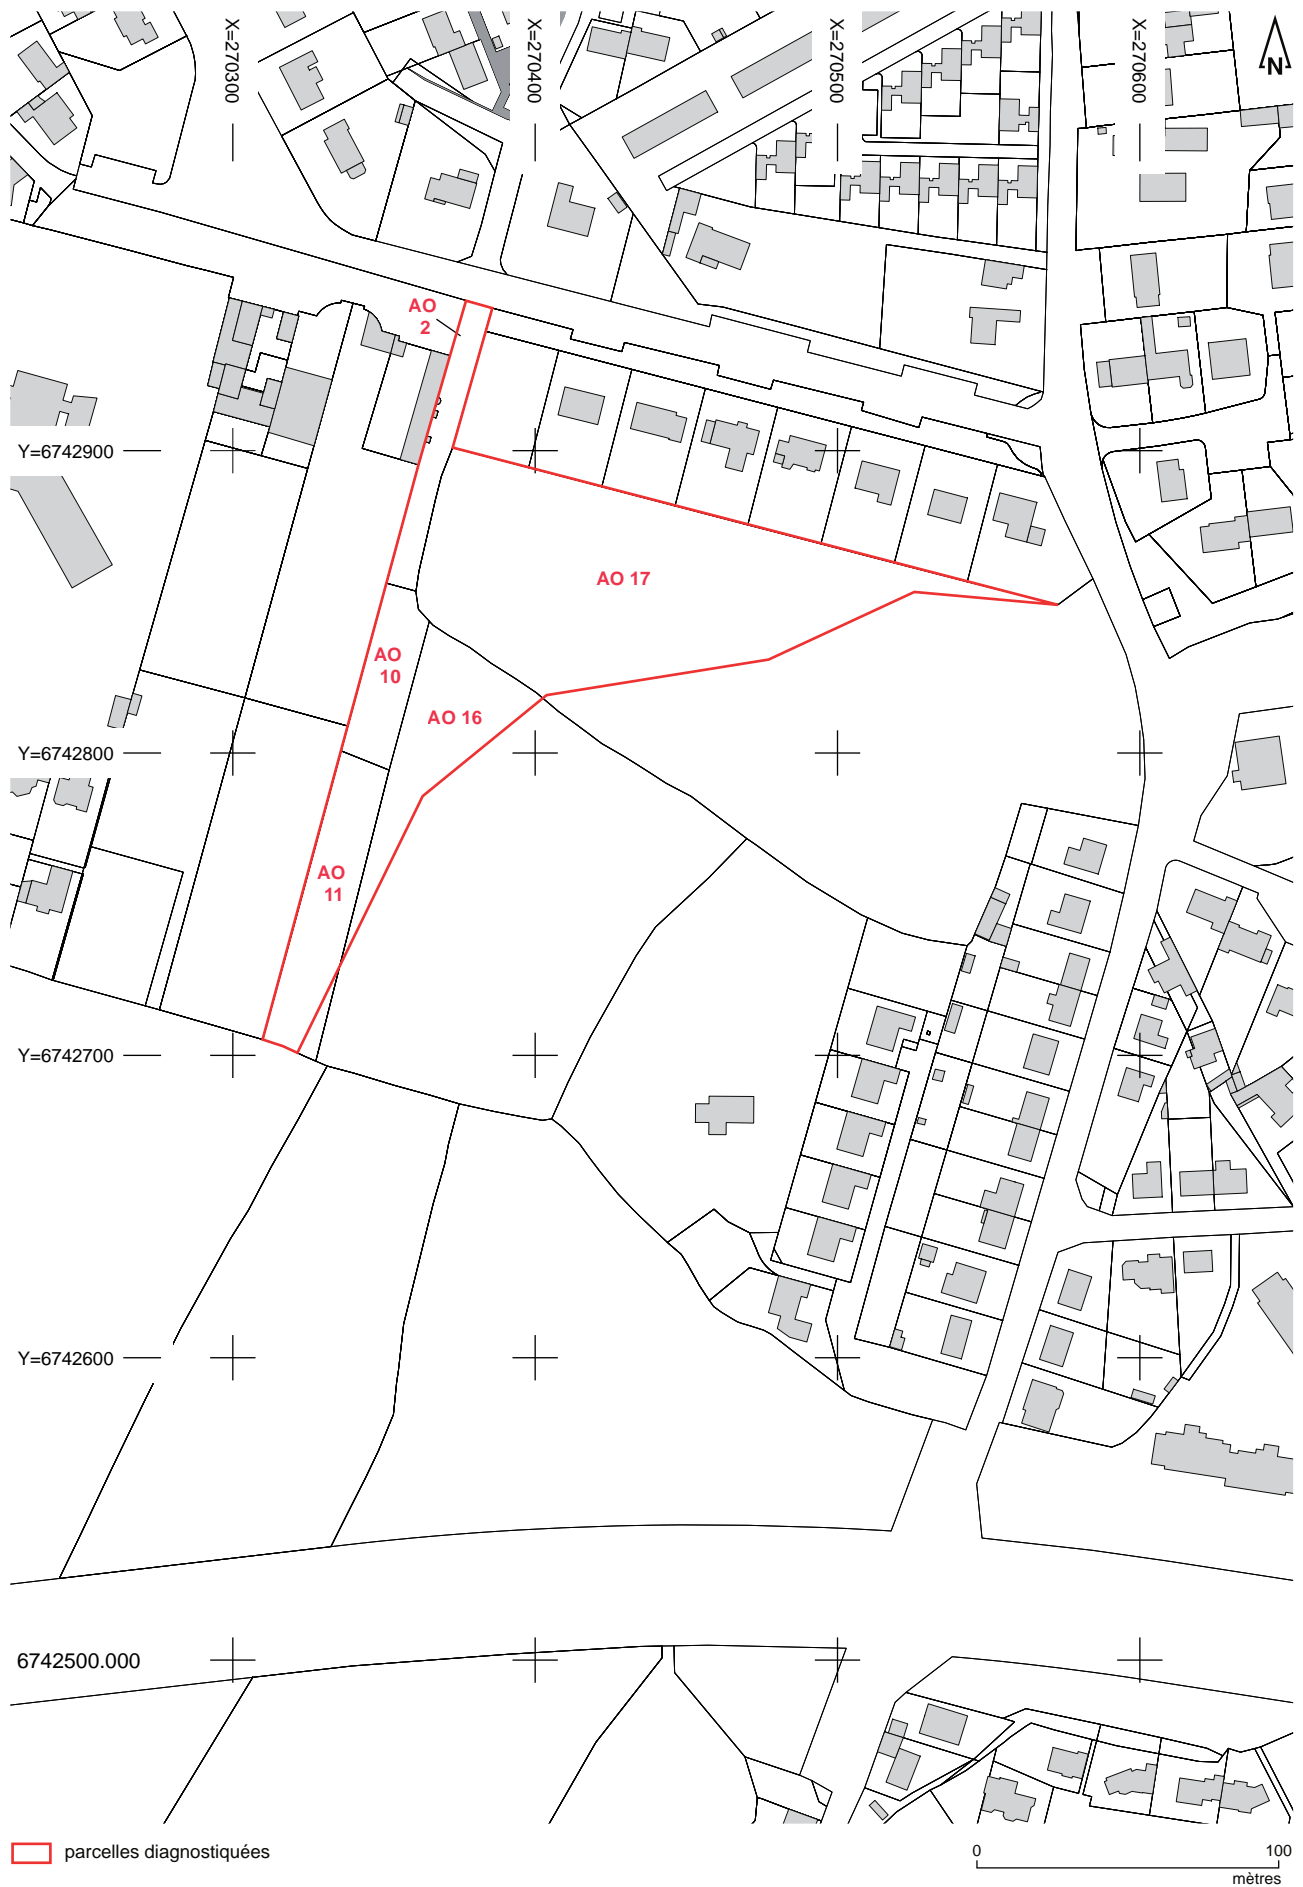 X=270300
X=270400
X=270500
X=270600
N
AO
2
Y=6742900
AO 17
AO
10
AO 16
Y=6742800
AO
11
Y=6742700
Y=6742600
6742500.000
parcelles diagnostiquées
0
100
mètres